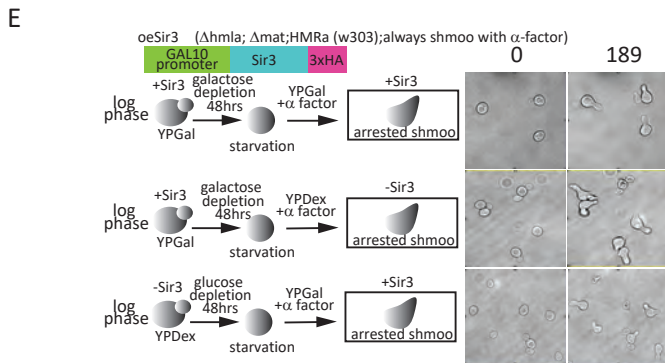 E
oeSir3 (Δhmla; Δmat;HMRa (w303);always shmoo with α-factor)
GAL10 promoter Sir3 3xHA
0 189
+Sir3 galactose depletion 48hrs YPGal +α factor +Sir3
log phase
YPGal starvation arrested shmoo
+Sir3 galactose depletion 48hrs YPDex +α factor -Sir3
log phase
YPGal starvation arrested shmoo
-Sir3 glucose depletion 48hrs YPGal +α factor +Sir3
log phase
YPDex starvation arrested shmoo